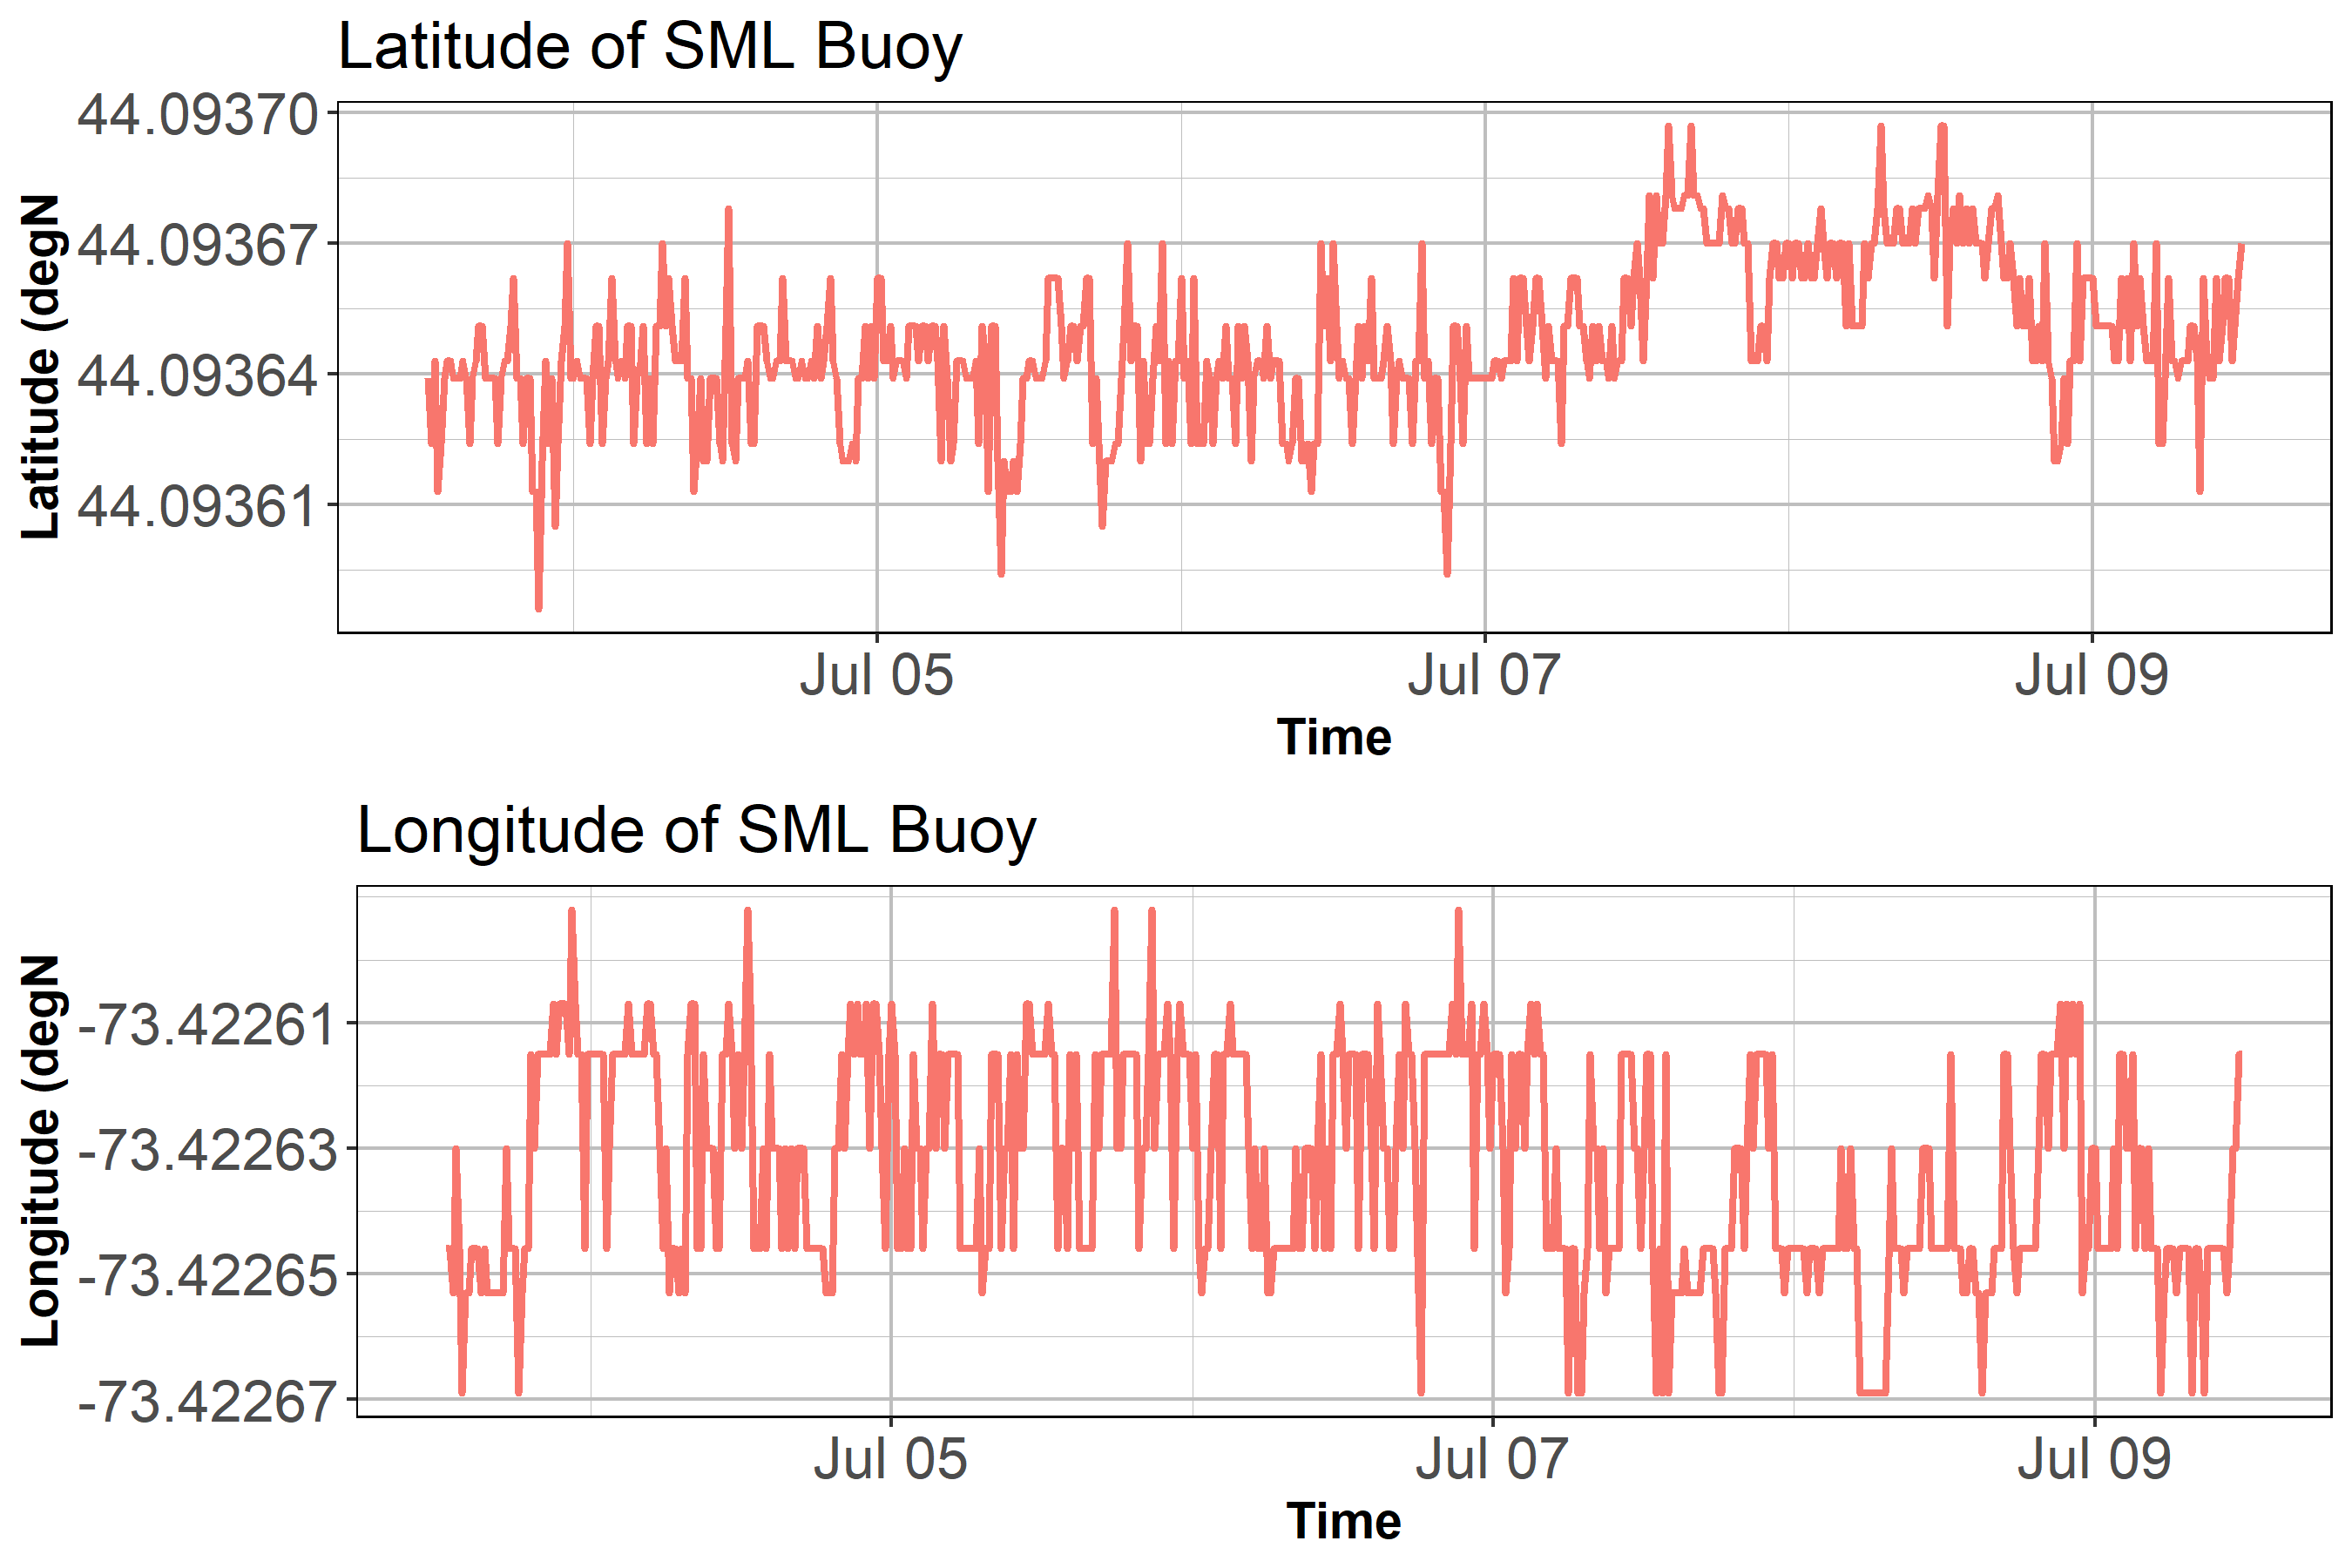 Latitude of SML Buoy
44.09370
44.09367
44.09364
44.09361
Latitude (degN
Jul 05 Jul 07 Jul 09
Time
Longitude of SML Buoy
-73.42261
-73.42263
-73.42265
-73.42267
Longitude (degN
Jul 05 Jul 07 Jul 09
Time